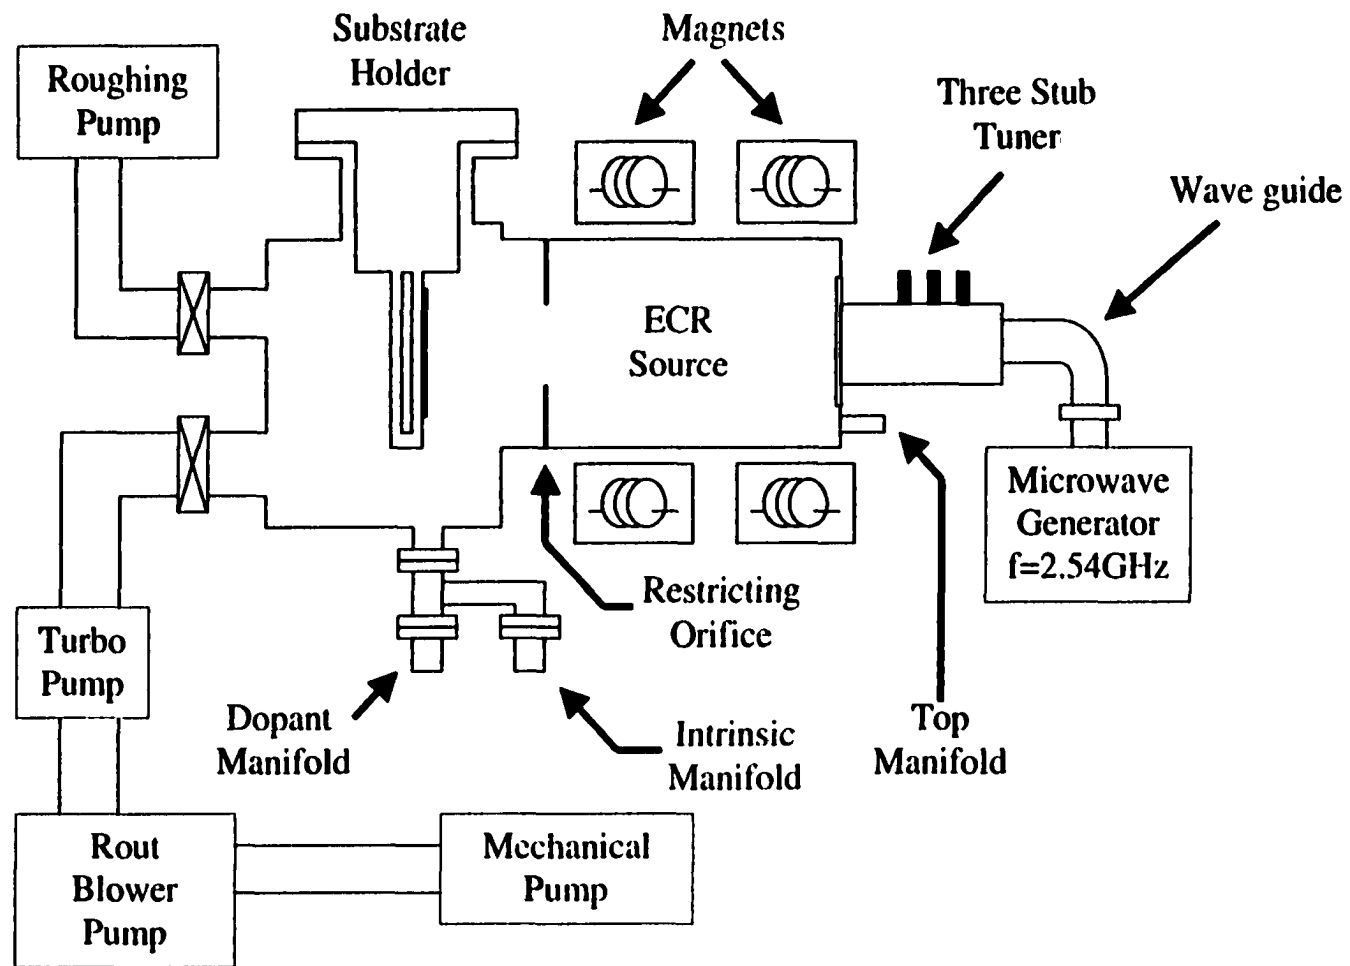 Substrate
Holder
Magnets
Roughing
Pump
Three Stub
Tuner
Wave guide
ECR
Source
Microwave
Generator
f=2.54GHz
Restricting
Orifice
Turbo
Pump
Dopant
Manifold
Intrinsic
Manifold
Top
Manifold
Rout
Blower
Pump
Mechanical
Pump